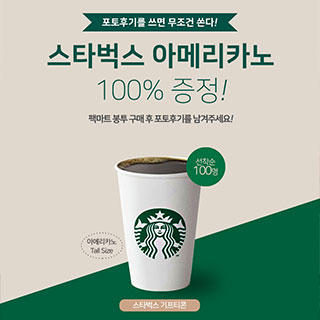 포토후기를 쓰면 무조건 쏜다!
스타벅스 아메리카노
100% 증정!
팩마트 봉투 구매 후 포토후기를 남겨주세요!
선착순
100명
아메리카노
Tall Size
스타벅스 기프티콘